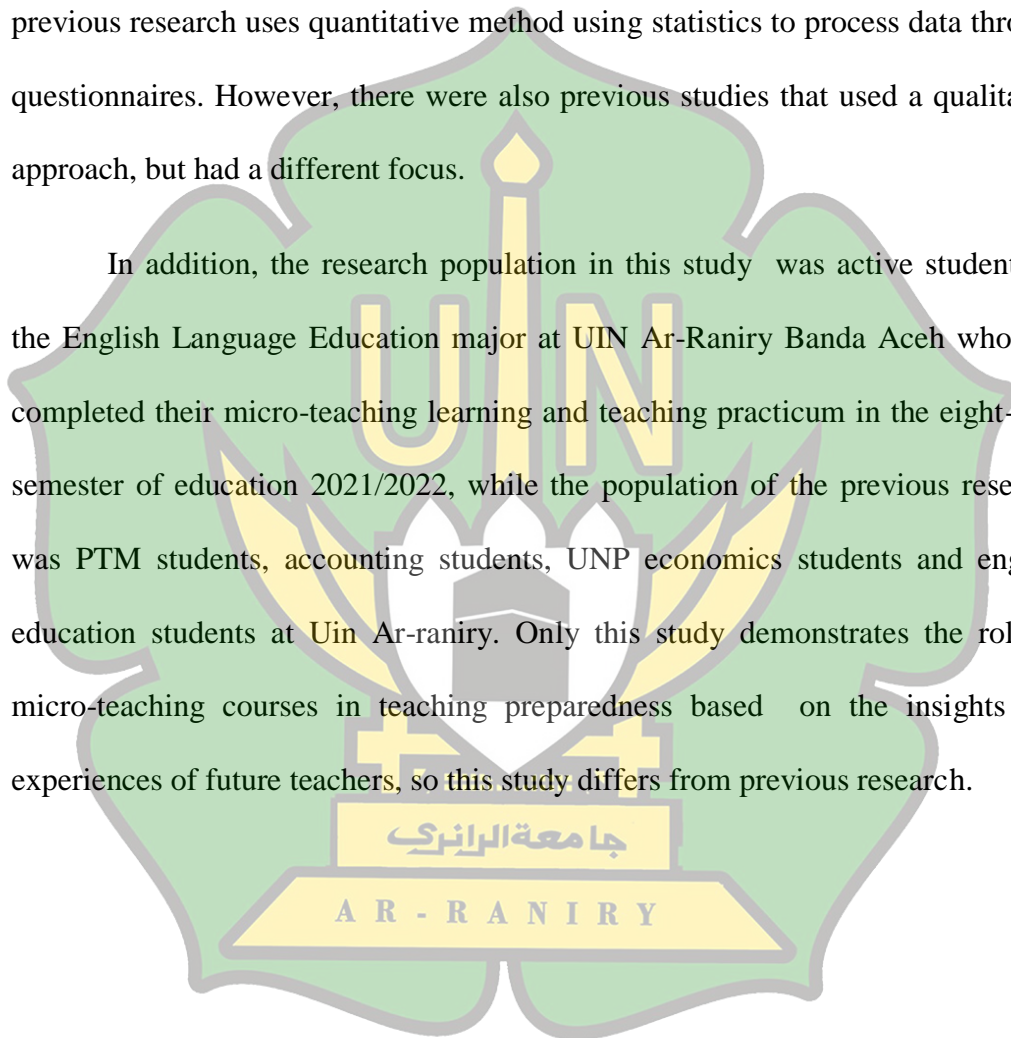 previous research uses quantitative method using statistics to process data thro
questionnaires. However, there were also previous studies that used a qualita
approach, but had a different focus.
In addition, the research population in this study was active student
the English Language Education major at UIN Ar-Raniry Banda Aceh who
completed their micro-teaching learning and teaching practicum in the eight-
semester of education 2021/2022, while the population of the previous rese
was PTM students, accounting students, UNP economics students and eng
education students at Uin Ar-raniry. Only this study demonstrates the rol
micro-teaching courses in teaching preparedness based on the insights
experiences of future teachers, so this study differs from previous research.
UIN
جامعة الرانري
AR-RANIRY